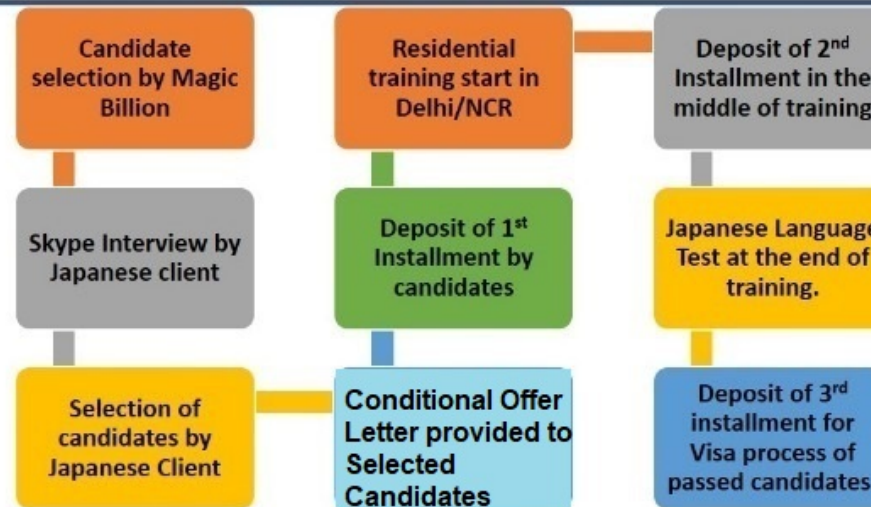 Candidate
selection by Magic
Billion
Skype Interview by
Japanese client
Selection of
candidates by
Japanese Client
Conditional Offer
Letter provided to
Selected
Candidates
Deposit of 1st
Installment by
candidates
Residential
training start in
Delhi/NCR
Deposit of 2nd
Installment in the
middle of training
Japanese Language
Test at the end of
training.
Deposit of 3rd
installment for
Visa process of
passed candidates